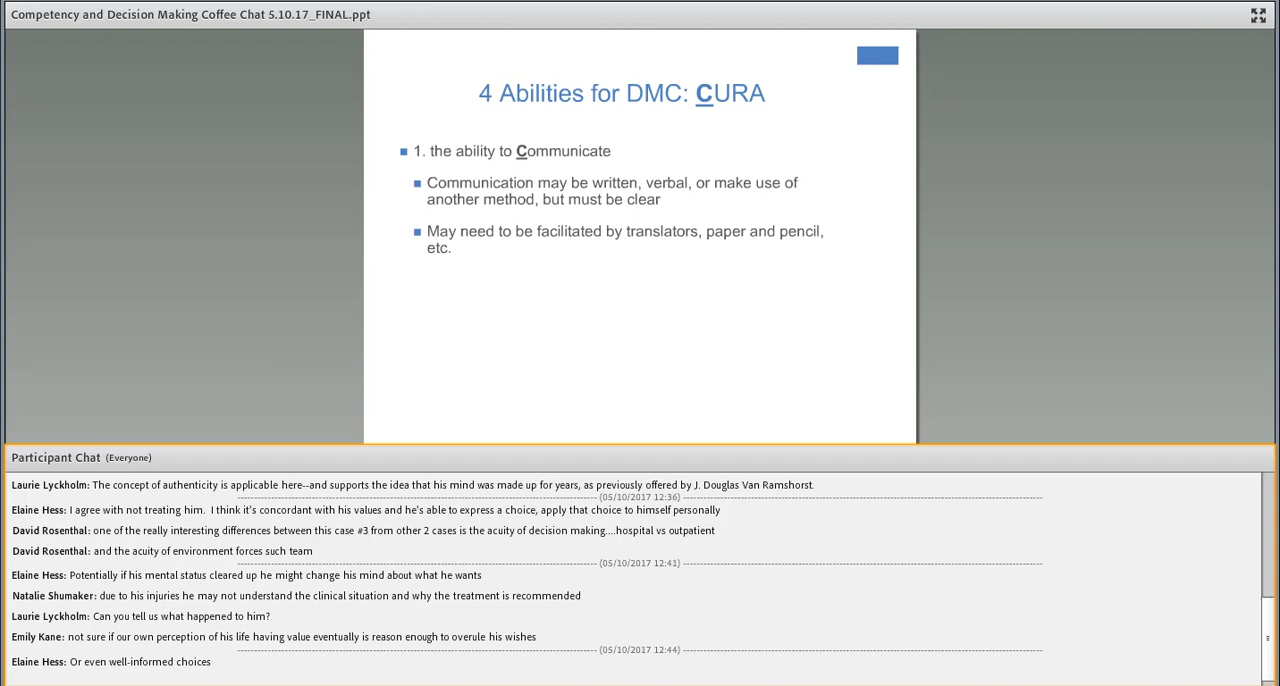 Competency and Decision Making Coffee Chat 5.10.17_FINAL.ppt
4 Abilities for DMC: CURA
1. the ability to Communicate
Communication may be written, verbal, or make use of
another method, but must be clear
May need to be facilitated by translators, paper and pencil,
etc.
Participant Chat (Everyone)
Laurie Lyckholm: The concept of authenticity is applicable here--and supports the idea that his mind was made up for years, as previously offered by J. Douglas Van Ramshorst.
(05/10/2017 12:36)
Elaine Hess: I agree with not treating him. I think it's concordant with his values and he's able to express a choice, apply that choice to himself personally
David Rosenthal: one of the really interesting differences between this case #3 from other 2 cases is the acuity of decision making....hospital vs outpatient
David Rosenthal: and the acuity of environment forces such team
(05/10/2017 12:41)
Elaine Hess: Potentially if his mental status cleared up he might change his mind about what he wants
Natalie Shumaker: due to his injuries he may not understand the clinical situation and why the treatment is recommended
Laurie Lyckholm: Can you tell us what happened to him?
Emily Kane: not sure if our own perception of his life having value eventually is reason enough to overule his wishes
(05/10/2017 12:44)
Elaine Hess: Or even well-informed choices